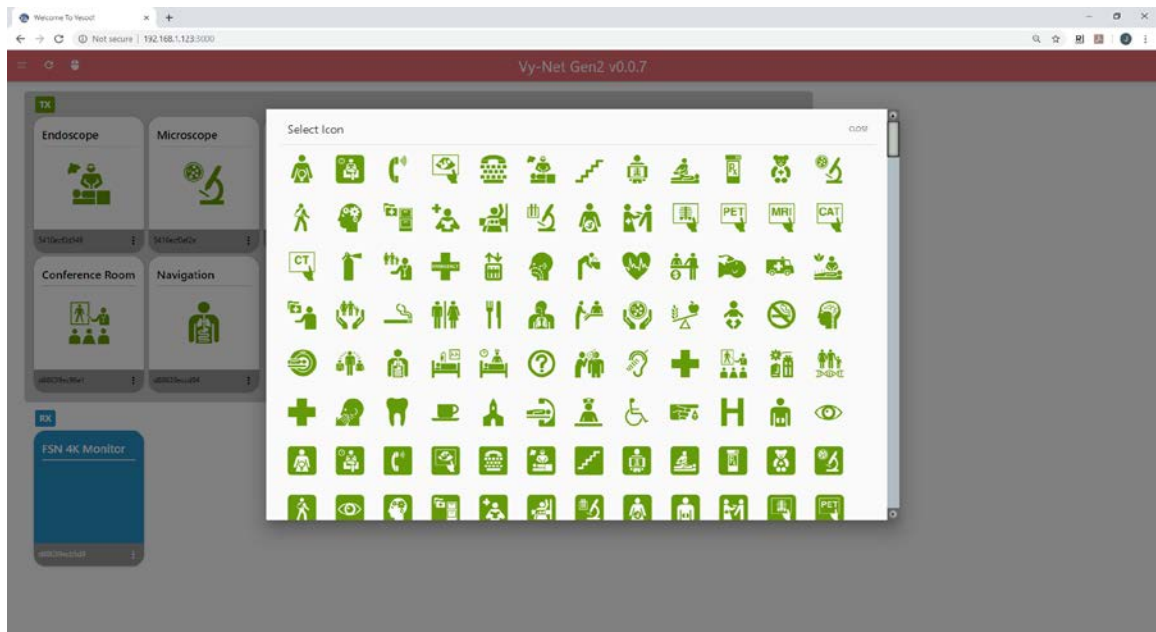 Welcome To Yesod!
Not secure | 192.168.1.123:3000
Vy-Net Gen2 v0.0.7
TX
Endoscope
Microscope
Conference Room
Navigation
RX
FSN 4K Monitor
Select Icon
CLOSE
PET
MRI
CAT
CT
EMERGENCY
H
PET